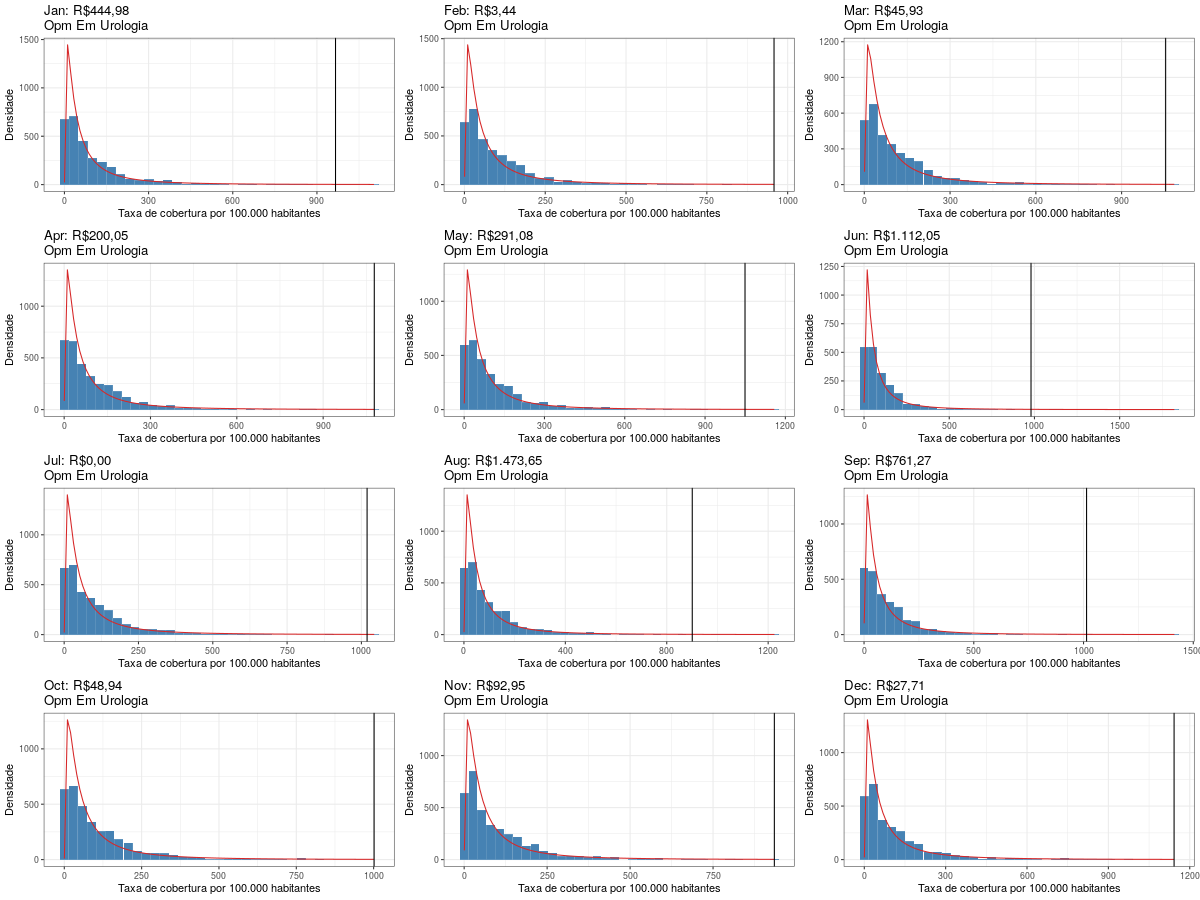 Jan: R$444,98
Opm Em Urologia
Densidade
1500
1000
500
0
0
300
600
900
Taxa de cobertura por 100.000 habitantes
Feb: R$3,44
Opm Em Urologia
Densidade
1500
1000
500
0
0
250
500
750
1000
Taxa de cobertura por 100.000 habitantes
Mar: R$45,93
Opm Em Urologia
Densidade
1200
900
600
300
0
0
300
600
900
Taxa de cobertura por 100.000 habitantes
Apr: R$200,05
Opm Em Urologia
Densidade
1000
500
0
0
300
600
900
Taxa de cobertura por 100.000 habitantes
May: R$291,08
Opm Em Urologia
Densidade
1000
500
0
0
300
600
900
1200
Taxa de cobertura por 100.000 habitantes
Jun: R$1.112,05
Opm Em Urologia
Densidade
1250
1000
750
500
250
0
0
500
1000
1500
Taxa de cobertura por 100.000 habitantes
Jul: R$0,00
Opm Em Urologia
Densidade
1000
500
0
0
250
500
750
1000
Taxa de cobertura por 100.000 habitantes
Aug: R$1.473,65
Opm Em Urologia
Densidade
1000
500
0
0
400
800
1200
Taxa de cobertura por 100.000 habitantes
Sep: R$761,27
Opm Em Urologia
Densidade
1000
500
0
0
500
1000
1500
Taxa de cobertura por 100.000 habitantes
Oct: R$48,94
Opm Em Urologia
Densidade
1000
500
0
0
250
500
750
1000
Taxa de cobertura por 100.000 habitantes
Nov: R$92,95
Opm Em Urologia
Densidade
1000
500
0
0
250
500
750
Taxa de cobertura por 100.000 habitantes
Dec: R$27,71
Opm Em Urologia
Densidade
1000
500
0
0
300
600
900
1200
Taxa de cobertura por 100.000 habitantes